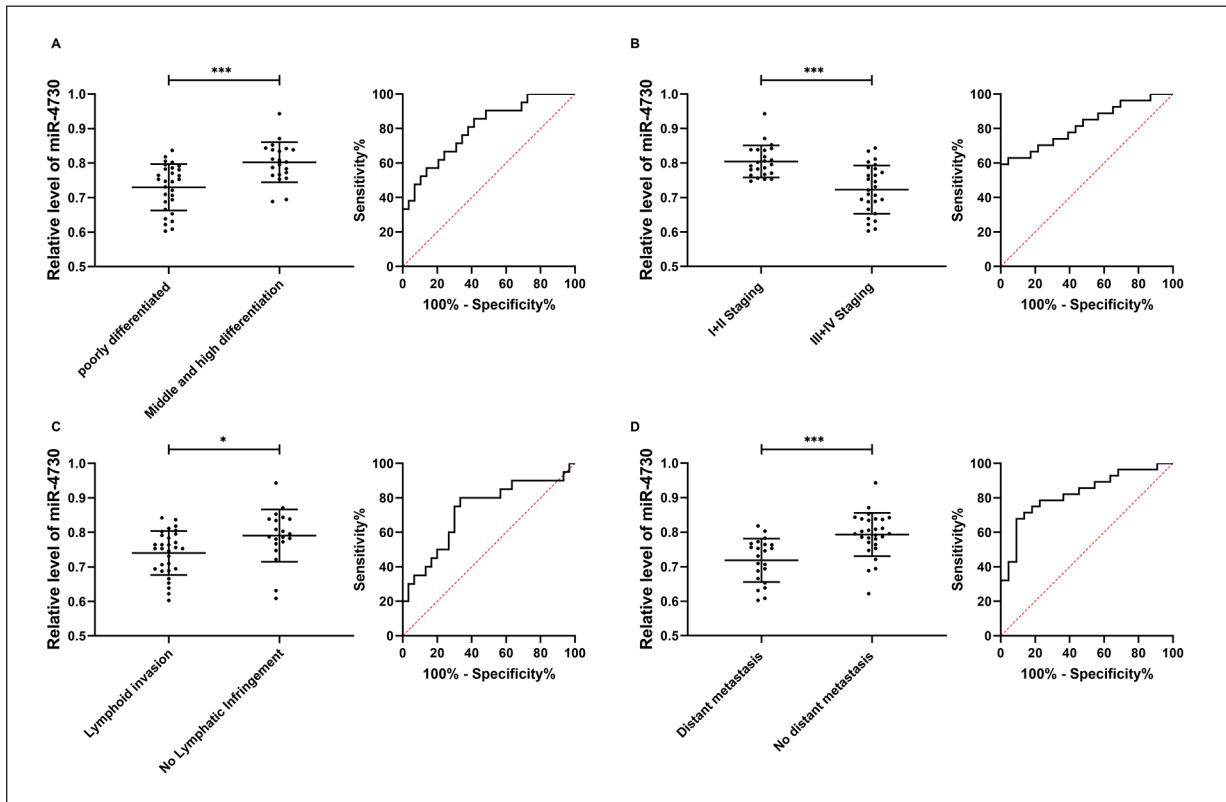 A
Relative level of miR-4730
1.0
0.9
0.8
0.7
0.6
0.5
***
poorly differentiated
Middle and high differentiation
Sensitivity%
100
80
60
40
20
0
0 20 40 60 80 100
100% - Specificity%
B
Relative level of miR-4730
1.0
0.9
0.8
0.7
0.6
0.5
***
I+II Staging
III+IV Staging
Sensitivity%
100
80
60
40
20
0
0 20 40 60 80 100
100% - Specificity%
C
Relative level of miR-4730
1.0
0.9
0.8
0.7
0.6
0.5
*
Lymphoid invasion
No Lymphatic Infringement
Sensitivity%
100
80
60
40
20
0
0 20 40 60 80 100
100% - Specificity%
D
Relative level of miR-4730
1.0
0.9
0.8
0.7
0.6
0.5
***
Distant metastasis
No distant metastasis
Sensitivity%
100
80
60
40
20
0
0 20 40 60 80 100
100% - Specificity%